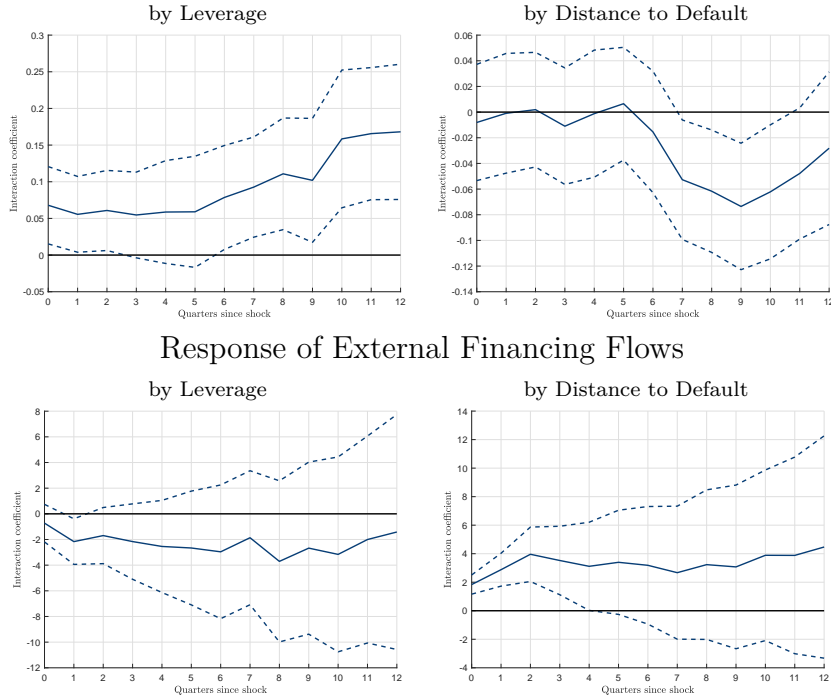 by Leverage
by Distance to Default
0.3
0.25
0.2
0.15
0.1
0.05
0
-0.05
Interaction coefficient
0 1 2 3 4 5 6 7 8 9 10 11 12
Quarters since shock
0.06
0.04
0.02
0
-0.02
-0.04
-0.06
-0.08
-0.1
-0.12
-0.14
Interaction coefficient
0 1 2 3 4 5 6 7 8 9 10 11 12
Quarters since shock
Response of External Financing Flows
by Leverage
by Distance to Default
8
6
4
2
0
-2
-4
-6
-8
-10
-12
Interaction coefficient
0 1 2 3 4 5 6 7 8 9 10 11 12
Quarters since shock
14
12
10
8
6
4
2
0
-2
-4
Interaction coefficient
0 1 2 3 4 5 6 7 8 9 10 11 12
Quarters since shock